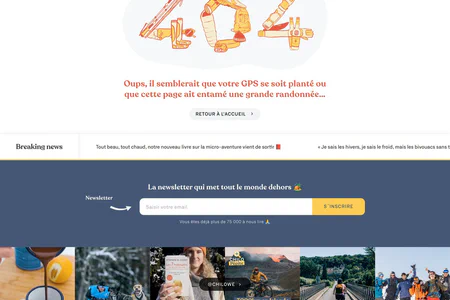 404
Oups, il semblerait que votre GPS se soit planté ou
que cette page ait entamé une grande randonnée...
RETOUR À L'ACCUEIL
Breaking news
Tout beau, tout chaud, notre nouveau livre sur la micro-aventure vient de sortir
« Je sais les hivers, je sais le froid, mais les bivouacs sans
La newsletter qui met tout le monde dehors
Newsletter
Saisir votre email
S'INSCRIRE
Vous êtes déjà plus de 75 000 à nous lire
@CHILOWE